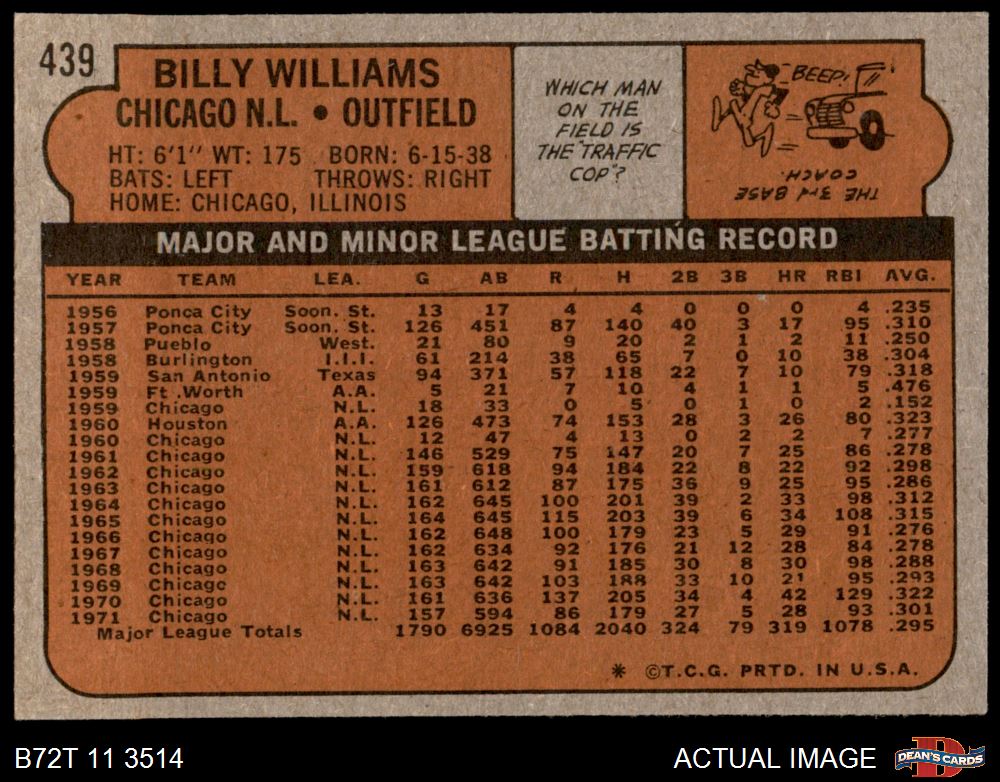 439
BILLY WILLIAMS
CHICAGO N.L. • OUTFIELD
HT: 6'1" WT: 175 BORN: 6-15-38
BATS: LEFT THROWS: RIGHT
HOME: CHICAGO, ILLINOIS
WHICH MAN
ON THE
FIELD IS
THE "TRAFFIC
COP"?
BEEP!
THE 3rd BASE
COACH.
MAJOR AND MINOR LEAGUE BATTING RECORD
YEAR TEAM LEA. G AB R H 2B 3B HR RBI AVG.
1956 Ponca City Soon. St. 13 17 4 4 0 0 0 4 .235
1957 Ponca City Soon. St. 126 451 87 140 40 3 17 95 .310
1958 Pueblo West. 21 80 9 20 2 1 2 11 .250
1958 Burlington I.I.I. 61 214 38 65 7 0 10 38 .304
1959 San Antonio Texas 94 371 57 118 22 7 10 79 .318
1959 Ft .Worth A.A. 5 21 7 10 4 1 1 5 .476
1959 Chicago N.L. 18 33 0 5 0 1 0 2 .152
1960 Houston A.A. 126 473 74 153 28 3 26 80 .323
1960 Chicago N.L. 12 47 4 13 0 2 2 7 .277
1961 Chicago N.L. 146 529 75 147 20 7 25 86 .278
1962 Chicago N.L. 159 618 94 184 22 8 22 92 .298
1963 Chicago N.L. 161 612 87 175 36 9 25 95 .286
1964 Chicago N.L. 162 645 100 201 39 2 33 98 .312
1965 Chicago N.L. 164 645 115 203 39 6 34 108 .315
1966 Chicago N.L. 162 648 100 179 23 5 29 91 .276
1967 Chicago N.L. 162 634 92 176 21 12 28 84 .278
1968 Chicago N.L. 163 642 91 185 30 8 30 98 .288
1969 Chicago N.L. 163 642 103 188 33 10 21 95 .293
1970 Chicago N.L. 161 636 137 205 34 4 42 129 .322
1971 Chicago N.L. 157 594 86 179 27 5 28 93 .301
Major League Totals 1790 6925 1084 2040 324 79 319 1078 .295
* ©T.C.G. PRTD. IN U.S.A.
B72T 11 3514
ACTUAL IMAGE
D
DEAN'S CARDS